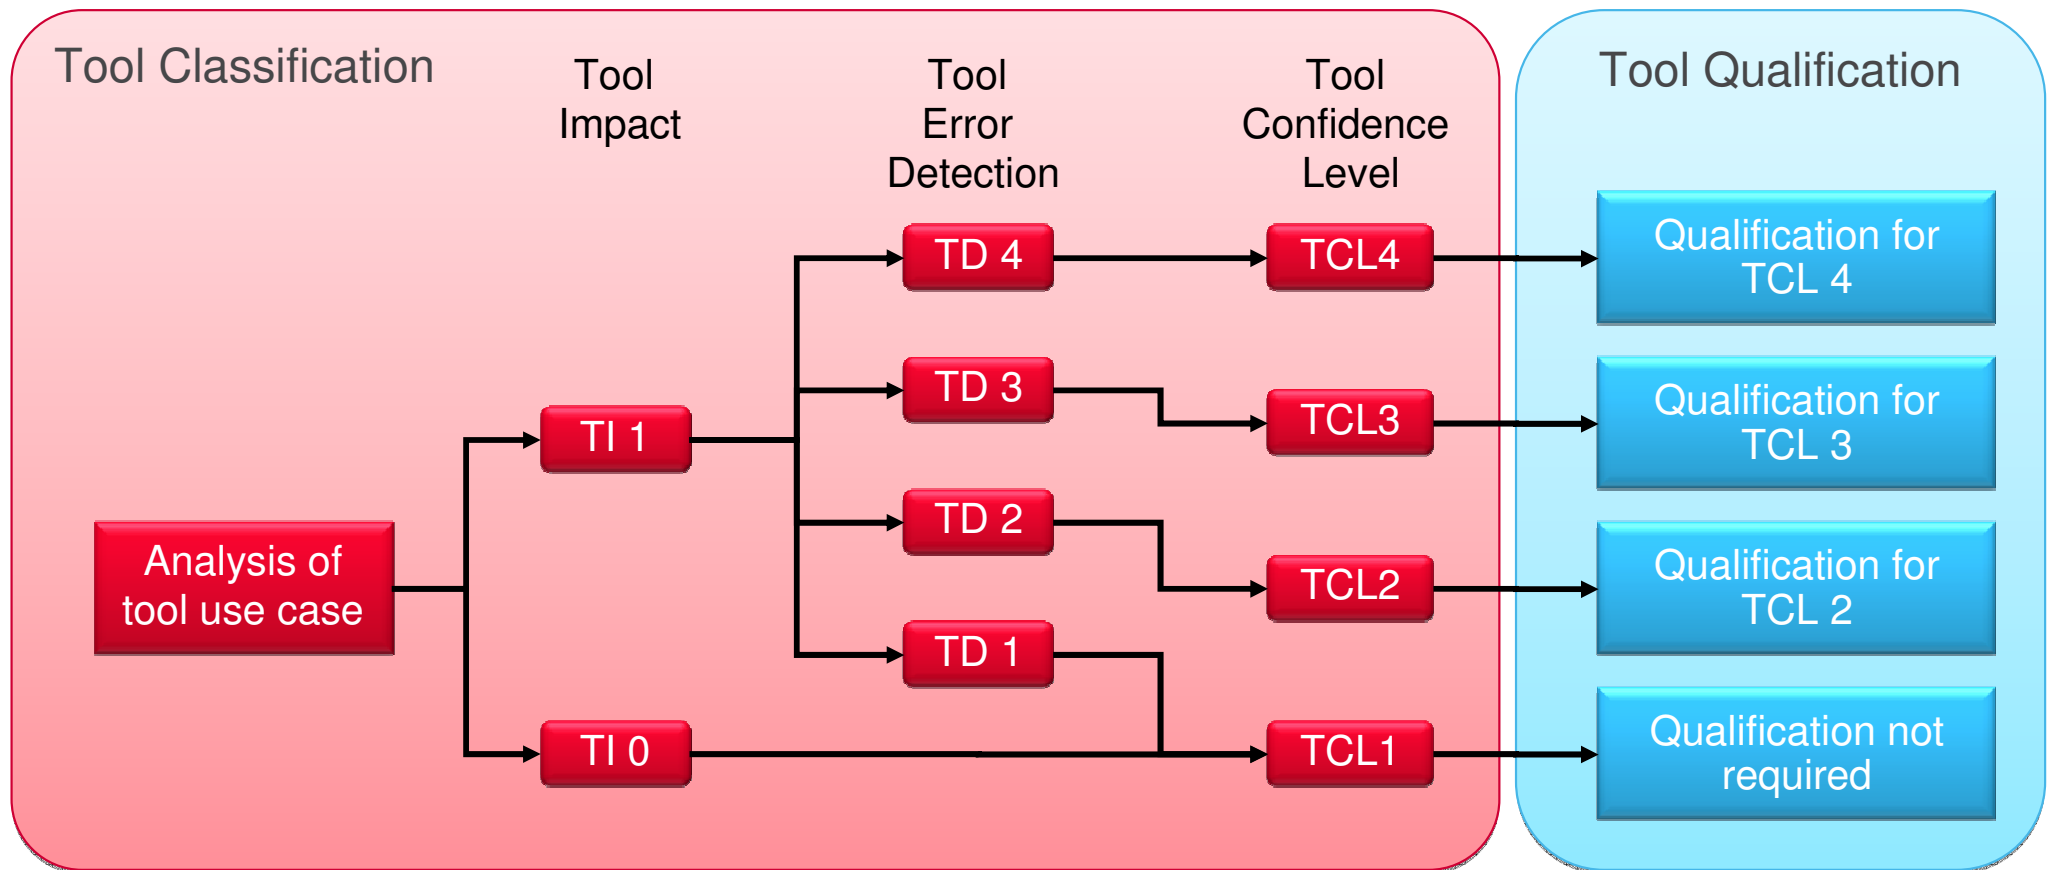 Tool Classification
Tool
Impact
Tool
Error
Detection
Tool
Confidence
Level
Tool Qualification
TD 4
TCL4
Qualification for
TCL 4
TD 3
TCL3
Qualification for
TCL 3
TI 1
TD 2
TCL2
Qualification for
TCL 2
Analysis of
tool use case
TD 1
TI 0
TCL1
Qualification not
required